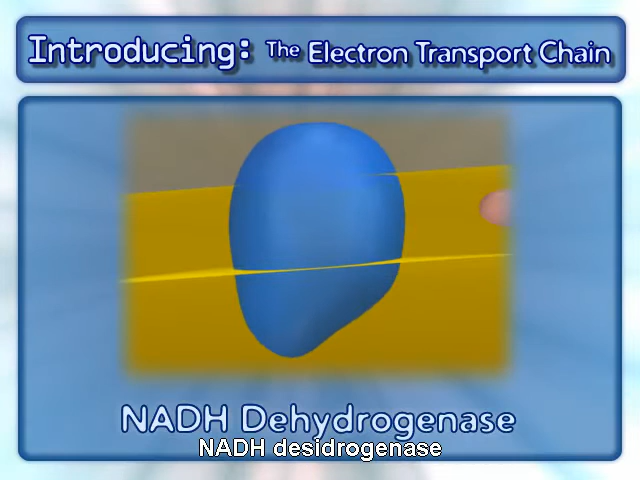 Introducing: The Electron Transport Chain
NADH Dehydrogenase
NADH desidrogenase